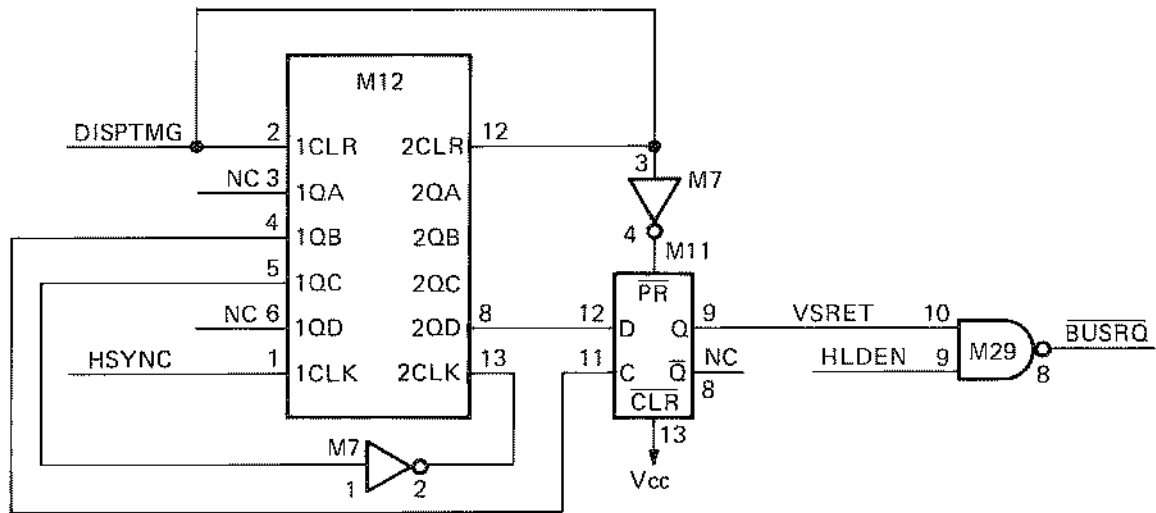 M12
DISPTMG 2 1CLR 2CLR 12
NC 3 1QA 2QA
4 1QB 2QB
5 1QC 2QC
NC 6 1QD 2QD 8
HSYNC 1 1CLK 2CLK 13
M7
1 2
3 M7
4 M11
PR
12 D Q 9 VSRET 10
11 C Q NC HLDEN 9 M29 BUSRQ
8 8
CLR
13
Vcc